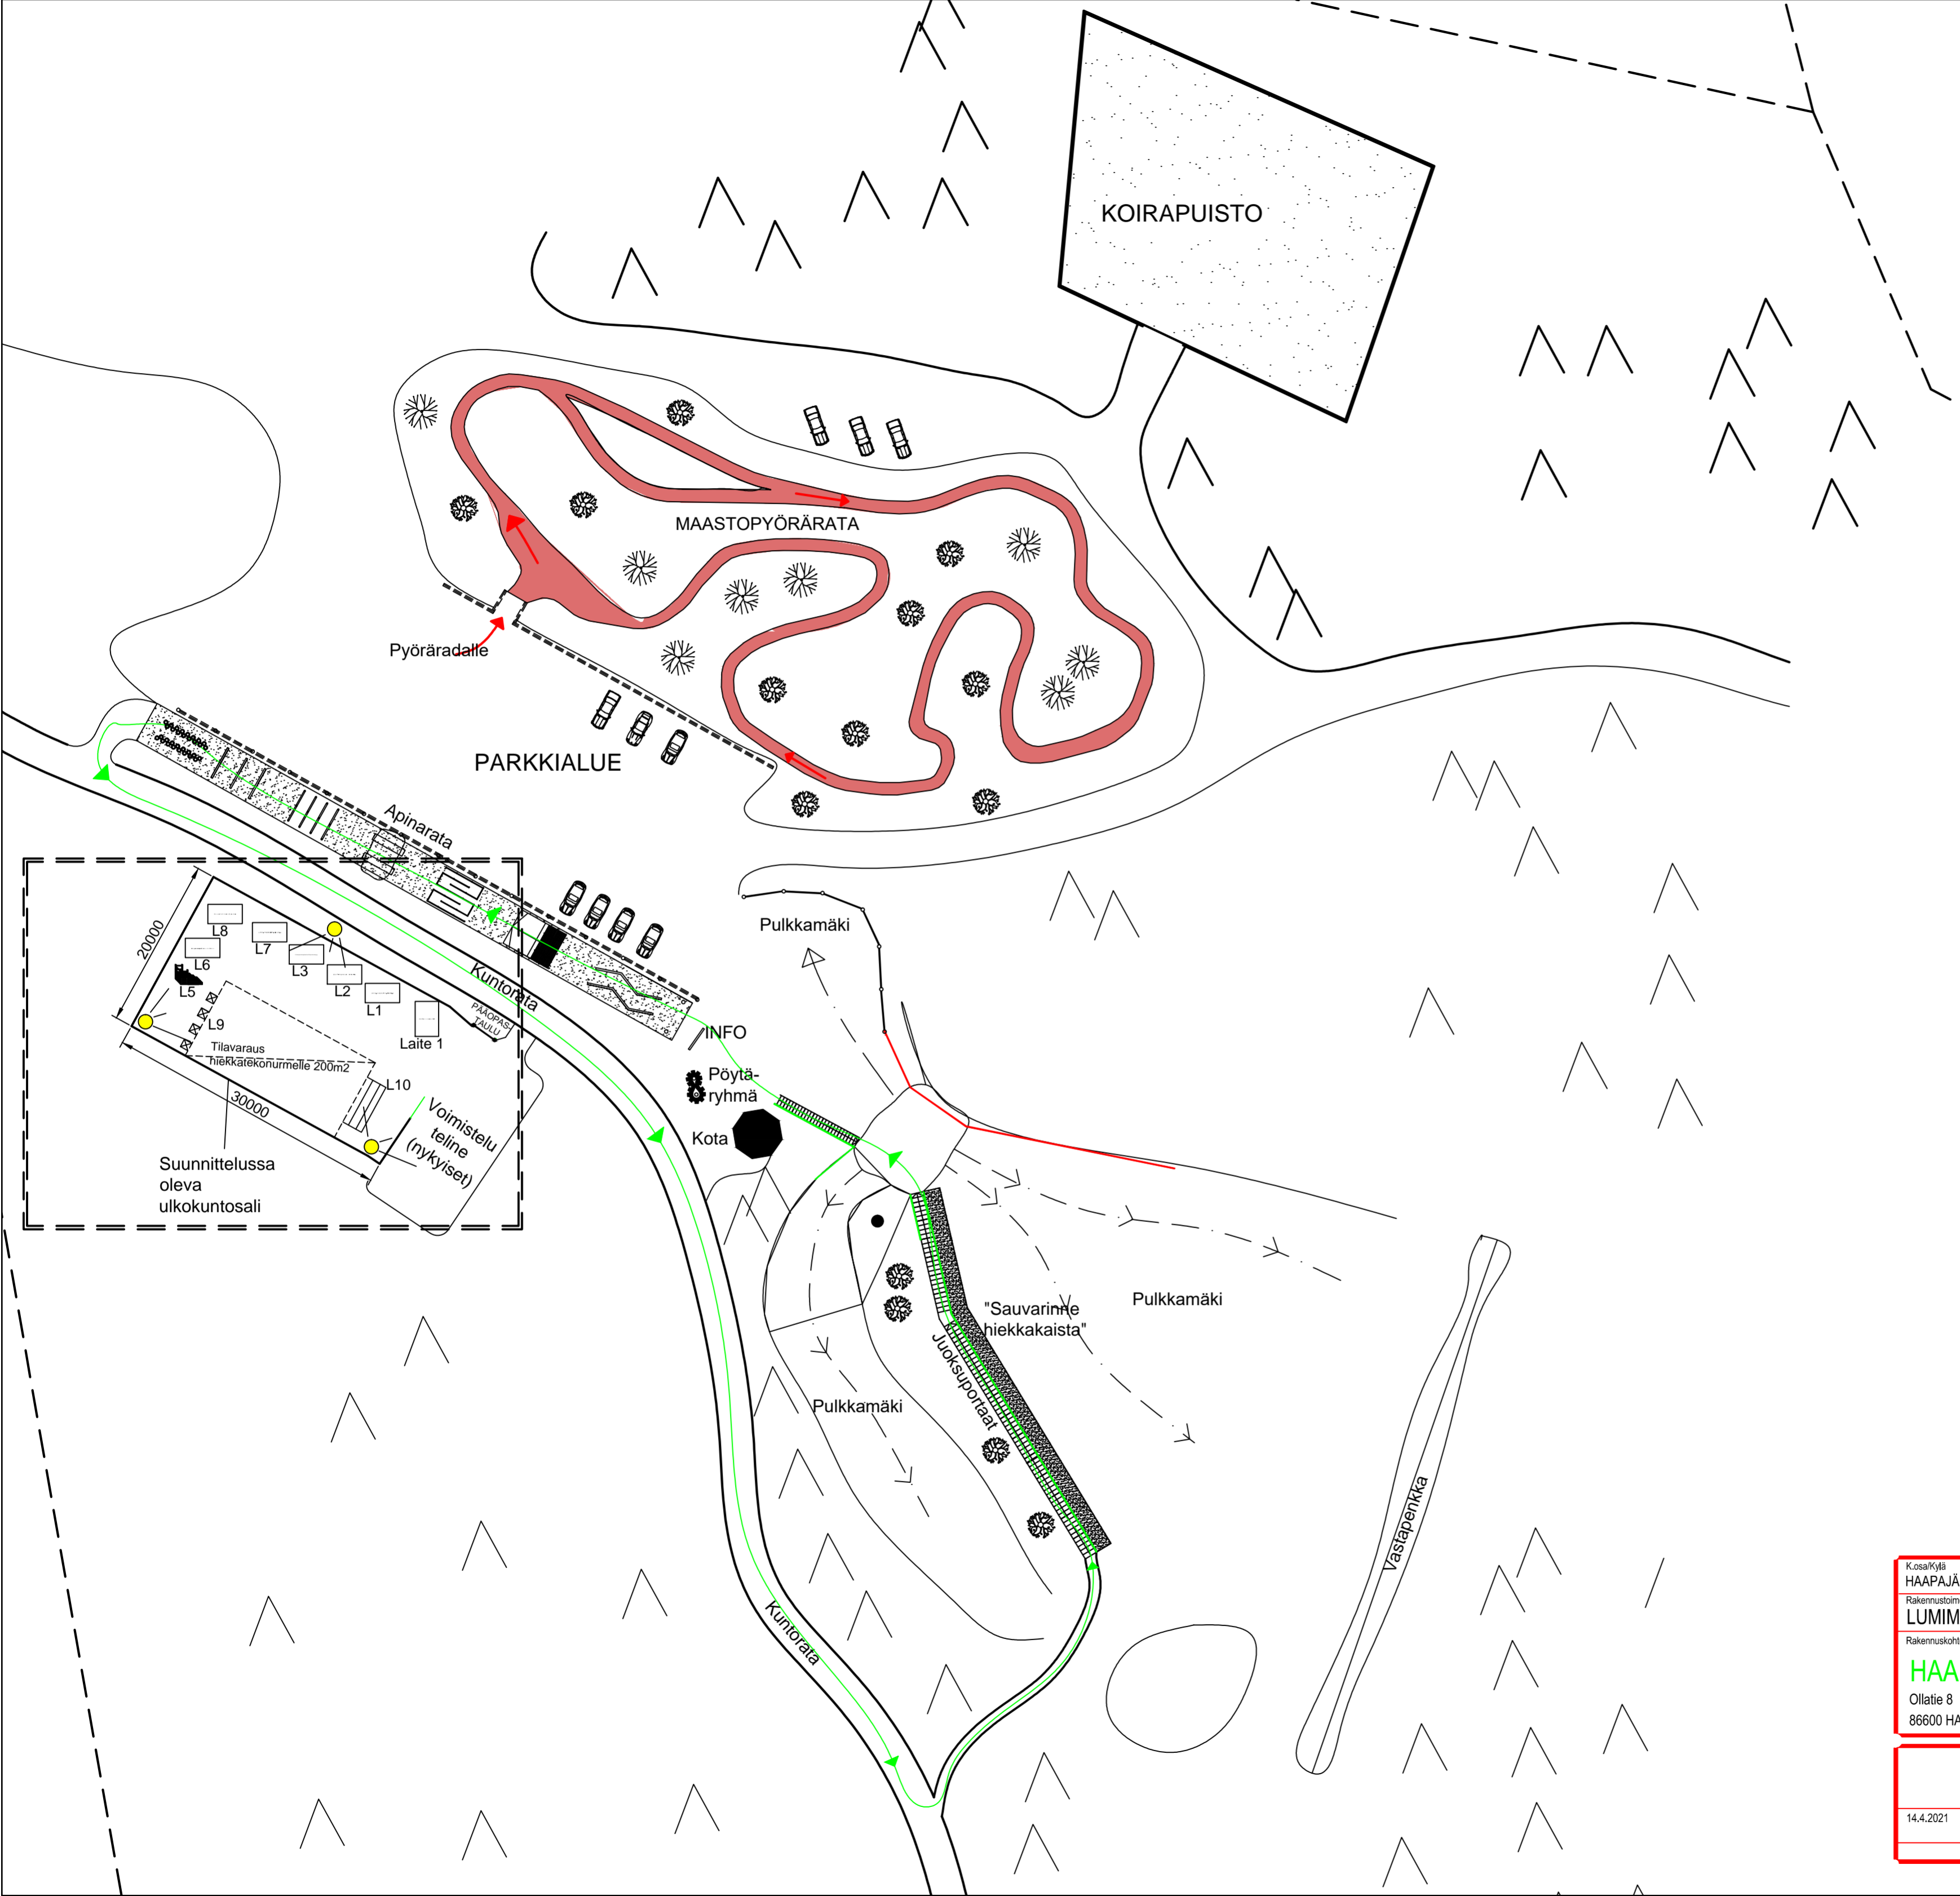 KOIRAPUISTO
MAASTOPYÖRÄRATA
Pyöräradalle
PARKKIALUE
Apinarata
Pulkkamäki
20000
L8
L7
L6
L3
L5
L2
L1
L9
Laite 1
Kuntorata
PÄÄOPAS-
TAULU
INFO
Tilavaraus
hiekkatekonurmelle 200m2
L10
30000
Pöytä-
ryhmä
Kota
Voimistelu
teline
(nykyiset)
Suunnittelussa
oleva
ulkokuntosali
"Sauvarinne
hiekkakaista"
Pulkkamäki
Juoksuportaat
Pulkkamäki
Vastapenkka
Kuntorata
K.osa/Kylä
HAAPAJÄ
Rakennustoim
LUMIM
Rakennuskoht
HAA
Ollatie 8
86600 HA
14.4.2021